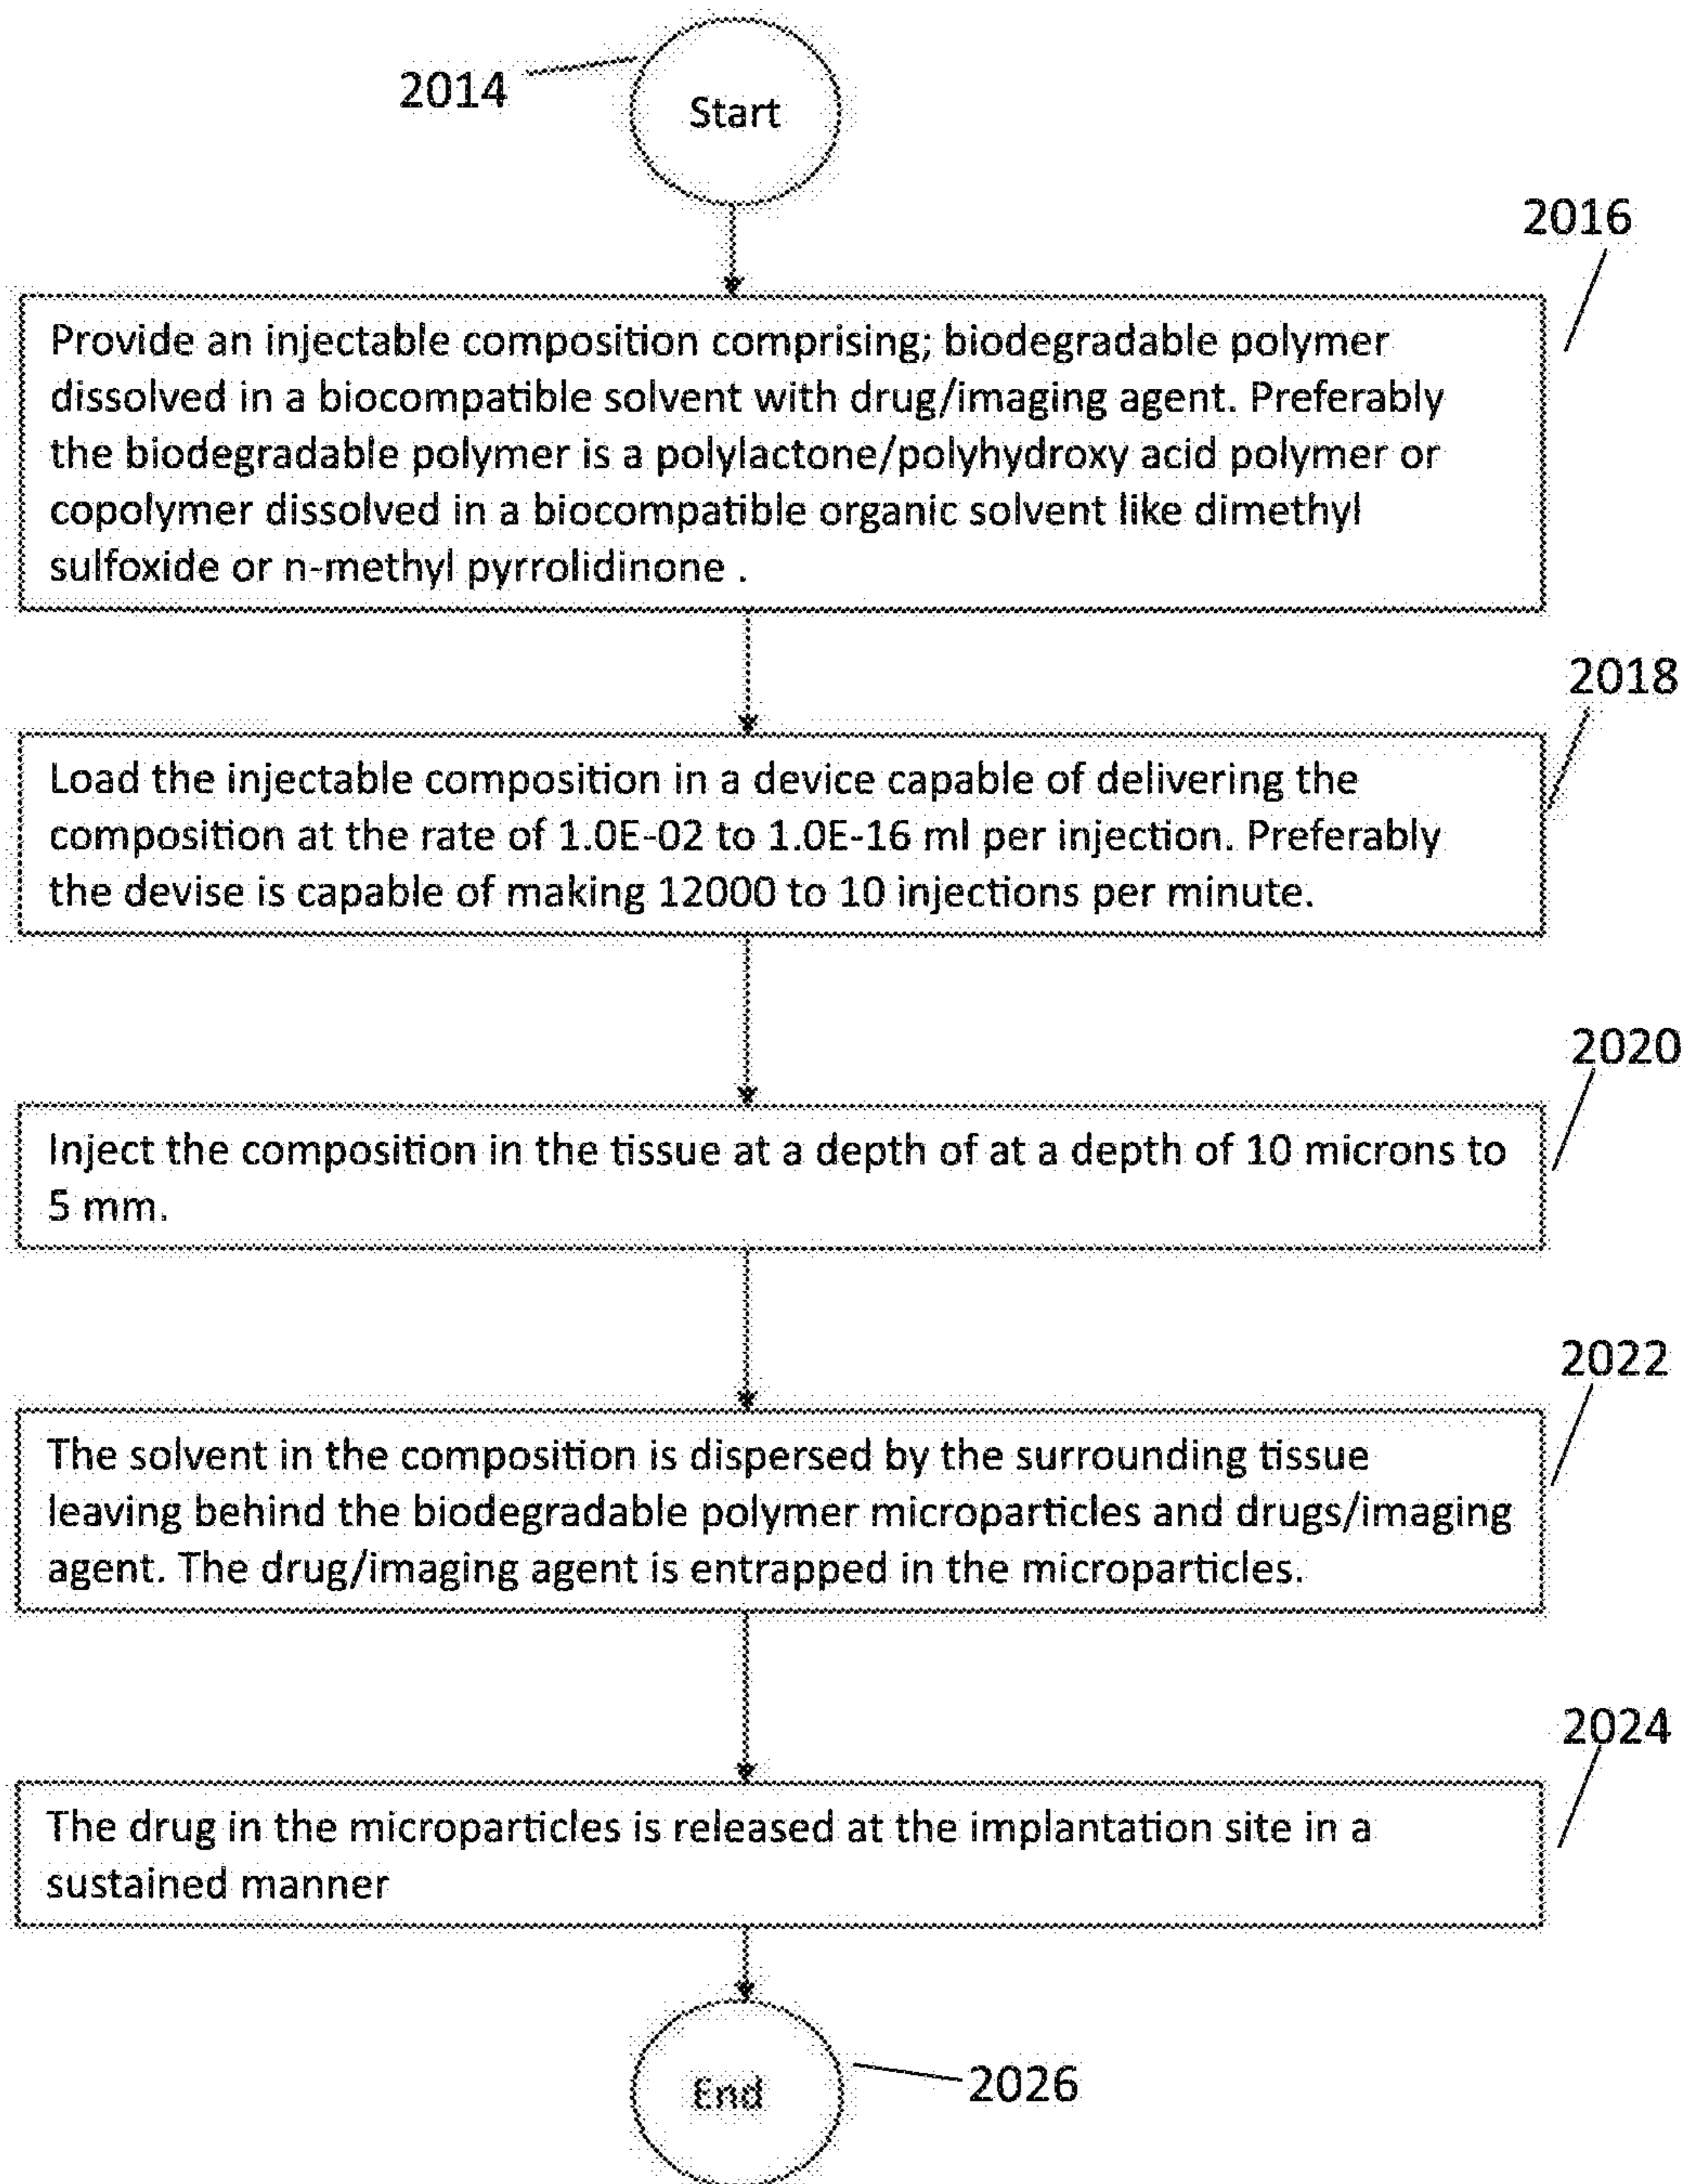 2014
Start
2016
Provide an injectable composition comprising; biodegradable polymer
dissolved in a biocompatible solvent with drug/imaging agent. Preferably
the biodegradable polymer is a polylactone/polyhydroxy acid polymer or
copolymer dissolved in a biocompatible organic solvent like dimethyl
sulfoxide or n-methyl pyrrolidinone .
2018
Load the injectable composition in a device capable of delivering the
composition at the rate of 1.0E-02 to 1.0E-16 ml per injection. Preferably
the devise is capable of making 12000 to 10 injections per minute.
2020
Inject the composition in the tissue at a depth of at a depth of 10 microns to
5 mm.
2022
The solvent in the composition is dispersed by the surrounding tissue
leaving behind the biodegradable polymer microparticles and drugs/imaging
agent. The drug/imaging agent is entrapped in the microparticles.
2024
The drug in the microparticles is released at the implantation site in a
sustained manner
End
2026